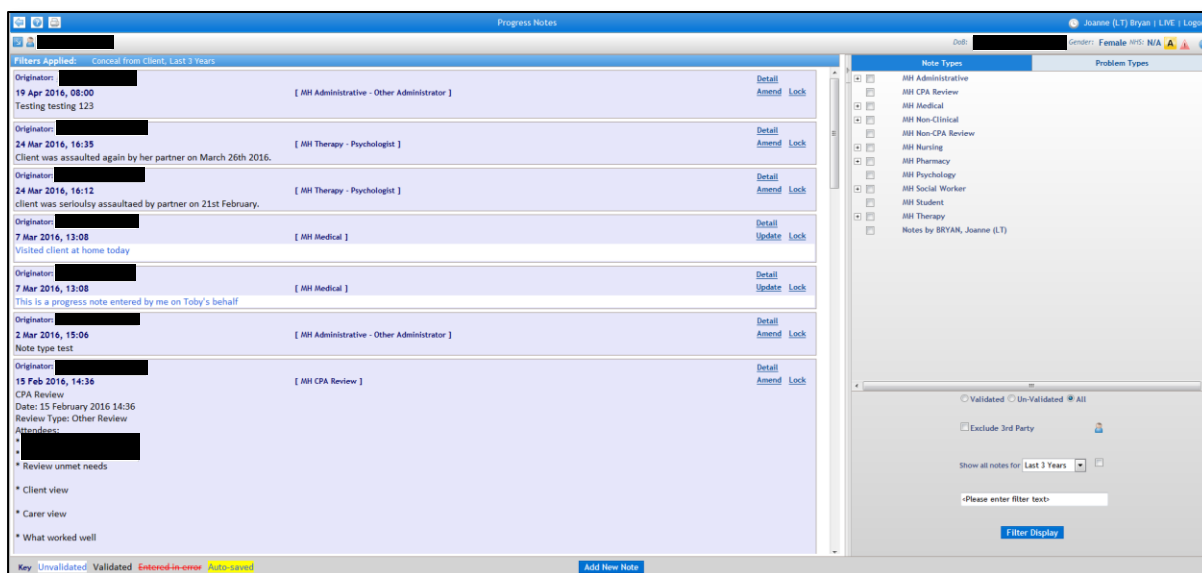 Progress Notes
Joanne (LT) Bryan | LIVE | Logo
DoB: Gender: Female NHS: N/A A
Filters Applied: Conceal from Client, Last 3 Years
Originator: Detail
19 Apr 2016, 08:00 [ MH Administrative - Other Administrator ] Amend Lock
Testing testing 123
Originator: Detail
24 Mar 2016, 16:35 [ MH Therapy - Psychologist ] Amend Lock
Client was assaulted again by her partner on March 26th 2016.
Originator: Detail
24 Mar 2016, 16:12 [ MH Therapy - Psychologist ] Amend Lock
client was serioulsy assaultaed by partner on 21st February.
Originator: Detail
7 Mar 2016, 13:08 [ MH Medical ] Update Lock
Visited client at home today
Originator: Detail
7 Mar 2016, 13:08 [ MH Medical ] Update Lock
This is a progress note entered by me on Toby's behalf
Originator: Detail
2 Mar 2016, 15:06 [ MH Administrative - Other Administrator ] Amend Lock
Note type test
Originator: Detail
15 Feb 2016, 14:36 [ MH CPA Review ] Amend Lock
CPA Review
Date: 15 February 2016 14:36
Review Type: Other Review
Attendees:
*
*
* Review unmet needs
* Client view
* Carer view
* What worked well
Note Types Problem Types
MH Administrative
MH CPA Review
MH Medical
MH Non-Clinical
MH Non-CPA Review
MH Nursing
MH Pharmacy
MH Psychology
MH Social Worker
MH Student
MH Therapy
Notes by BRYAN, Joanne (LT)
Validated Un-Validated All
Exclude 3rd Party
Show all notes for Last 3 Years
<Please enter filter text>
Filter Display
Key Unvalidated Validated Entered in error Auto-saved Add New Note